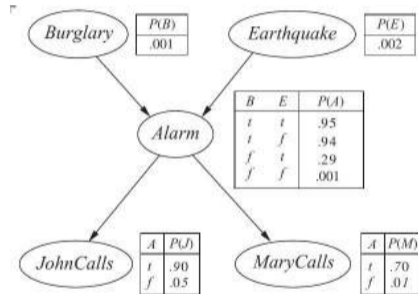 Burglary
P(B)
.001
Earthquake
P(E)
.002
Alarm
B E P(A)
t t .95
t f .94
f t .29
f f .001
JohnCalls
A P(J)
t .90
f .05
MaryCalls
A P(M)
t .70
f .01